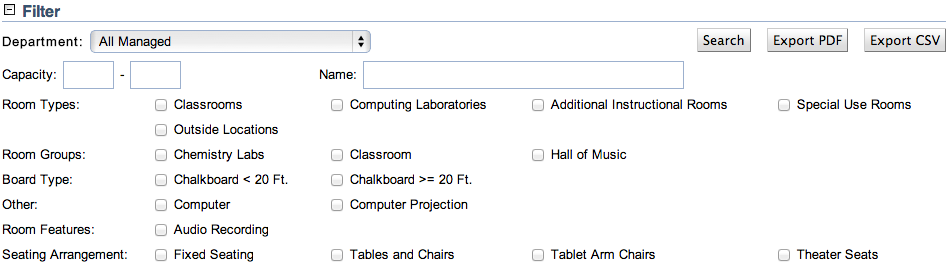 Filter
Department: All Managed Search Export PDF Export CSV
Capacity: - Name:
Room Types: Classrooms Computing Laboratories Additional Instructional Rooms Special Use Rooms
Outside Locations
Room Groups: Chemistry Labs Classroom Hall of Music
Board Type: Chalkboard < 20 Ft. Chalkboard >= 20 Ft.
Other: Computer Computer Projection
Room Features: Audio Recording
Seating Arrangement: Fixed Seating Tables and Chairs Tablet Arm Chairs Theater Seats